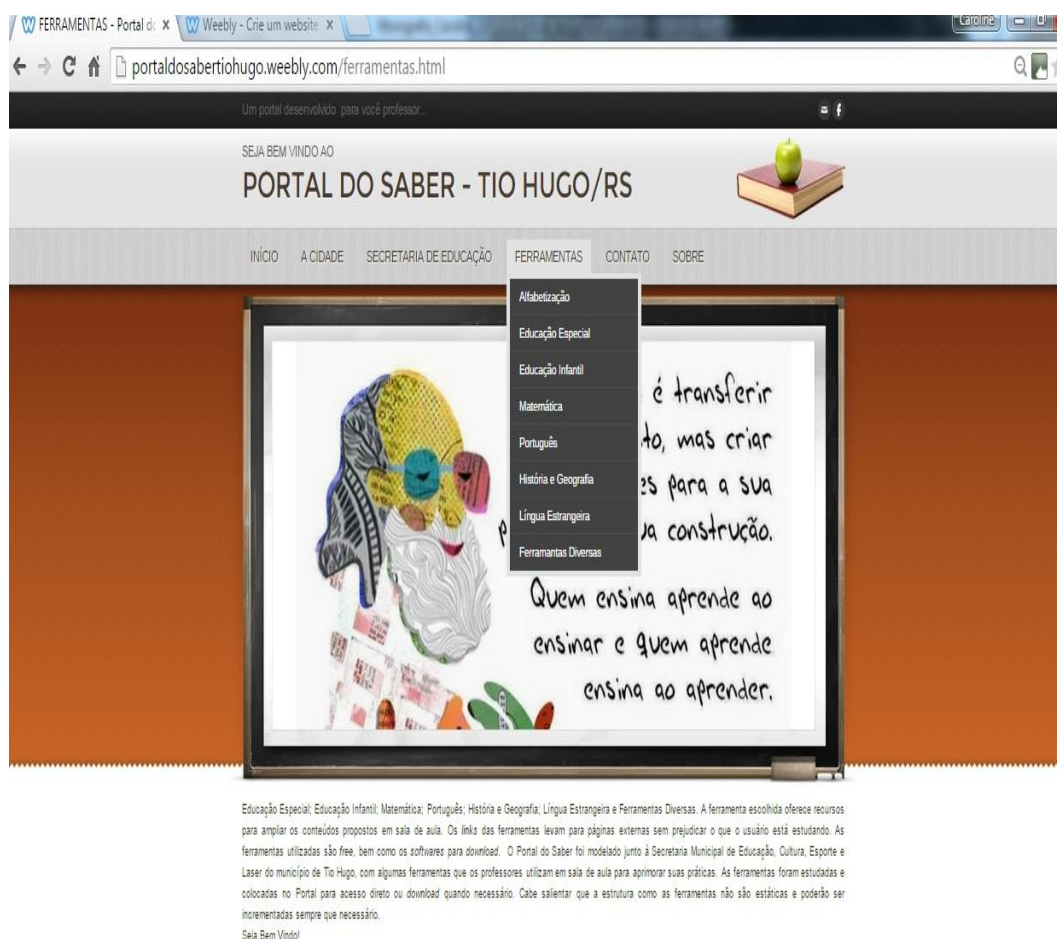 FERRAMENTAS - Portal do
Weebly - Crie um website
Caroline
portaldosabertiohugo.weebly.com/ferramentas.html
Um portal desenvolvido para você professor...
SEJA BEM VINDO AO
PORTAL DO SABER - TIO HUGO/RS
INÍCIO A CIDADE SECRETARIA DE EDUCAÇÃO FERRAMENTAS CONTATO SOBRE
Alfabetização
Educação Especial
Educação Infantil
Matemática
Português
História e Geografia
Língua Estrangeira
Ferramantas Diversas
é transferir
mas criar
para a sua
construção.
Quem ensina aprende ao
ensinar e quem aprende
ensina ao aprender.
Educação Especial; Educação Infantil; Matemática; Português; História e Geografia; Língua Estrangeira e Ferramentas Diversas. A ferramenta escolhida oferece recursos
para ampliar os conteúdos propostos em sala de aula. Os links das ferramentas levam para páginas externas sem prejudicar o que o usuário está estudando. As
ferramentas utilizadas são free, bem como os softwares para download. O Portal do Saber foi modelado junto à Secretaria Municipal de Educação, Cultura, Esporte e
Laser do município de Tio Hugo, com algumas ferramentas que os professores utilizam em sala de aula para aprimorar suas práticas. As ferramentas foram estudadas e
colocadas no Portal para acesso direto ou download quando necessário. Cabe salientar que a estrutura como as ferramentas não são estáticas e poderão ser
incrementadas sempre que necessário.
Seja Bem Vindo!